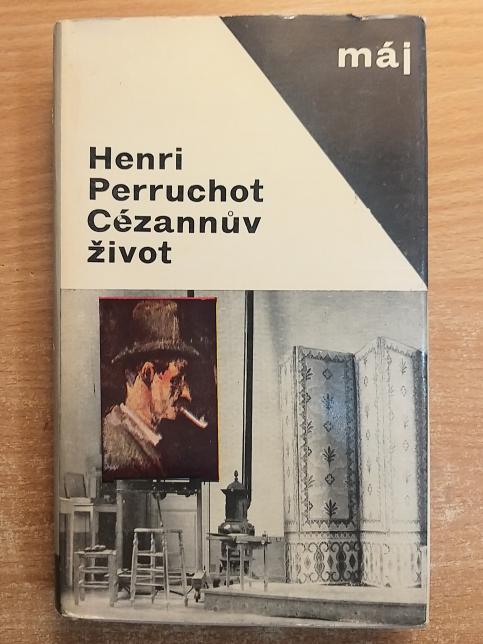 máj
Henri
Perruchot
Cézannův
život